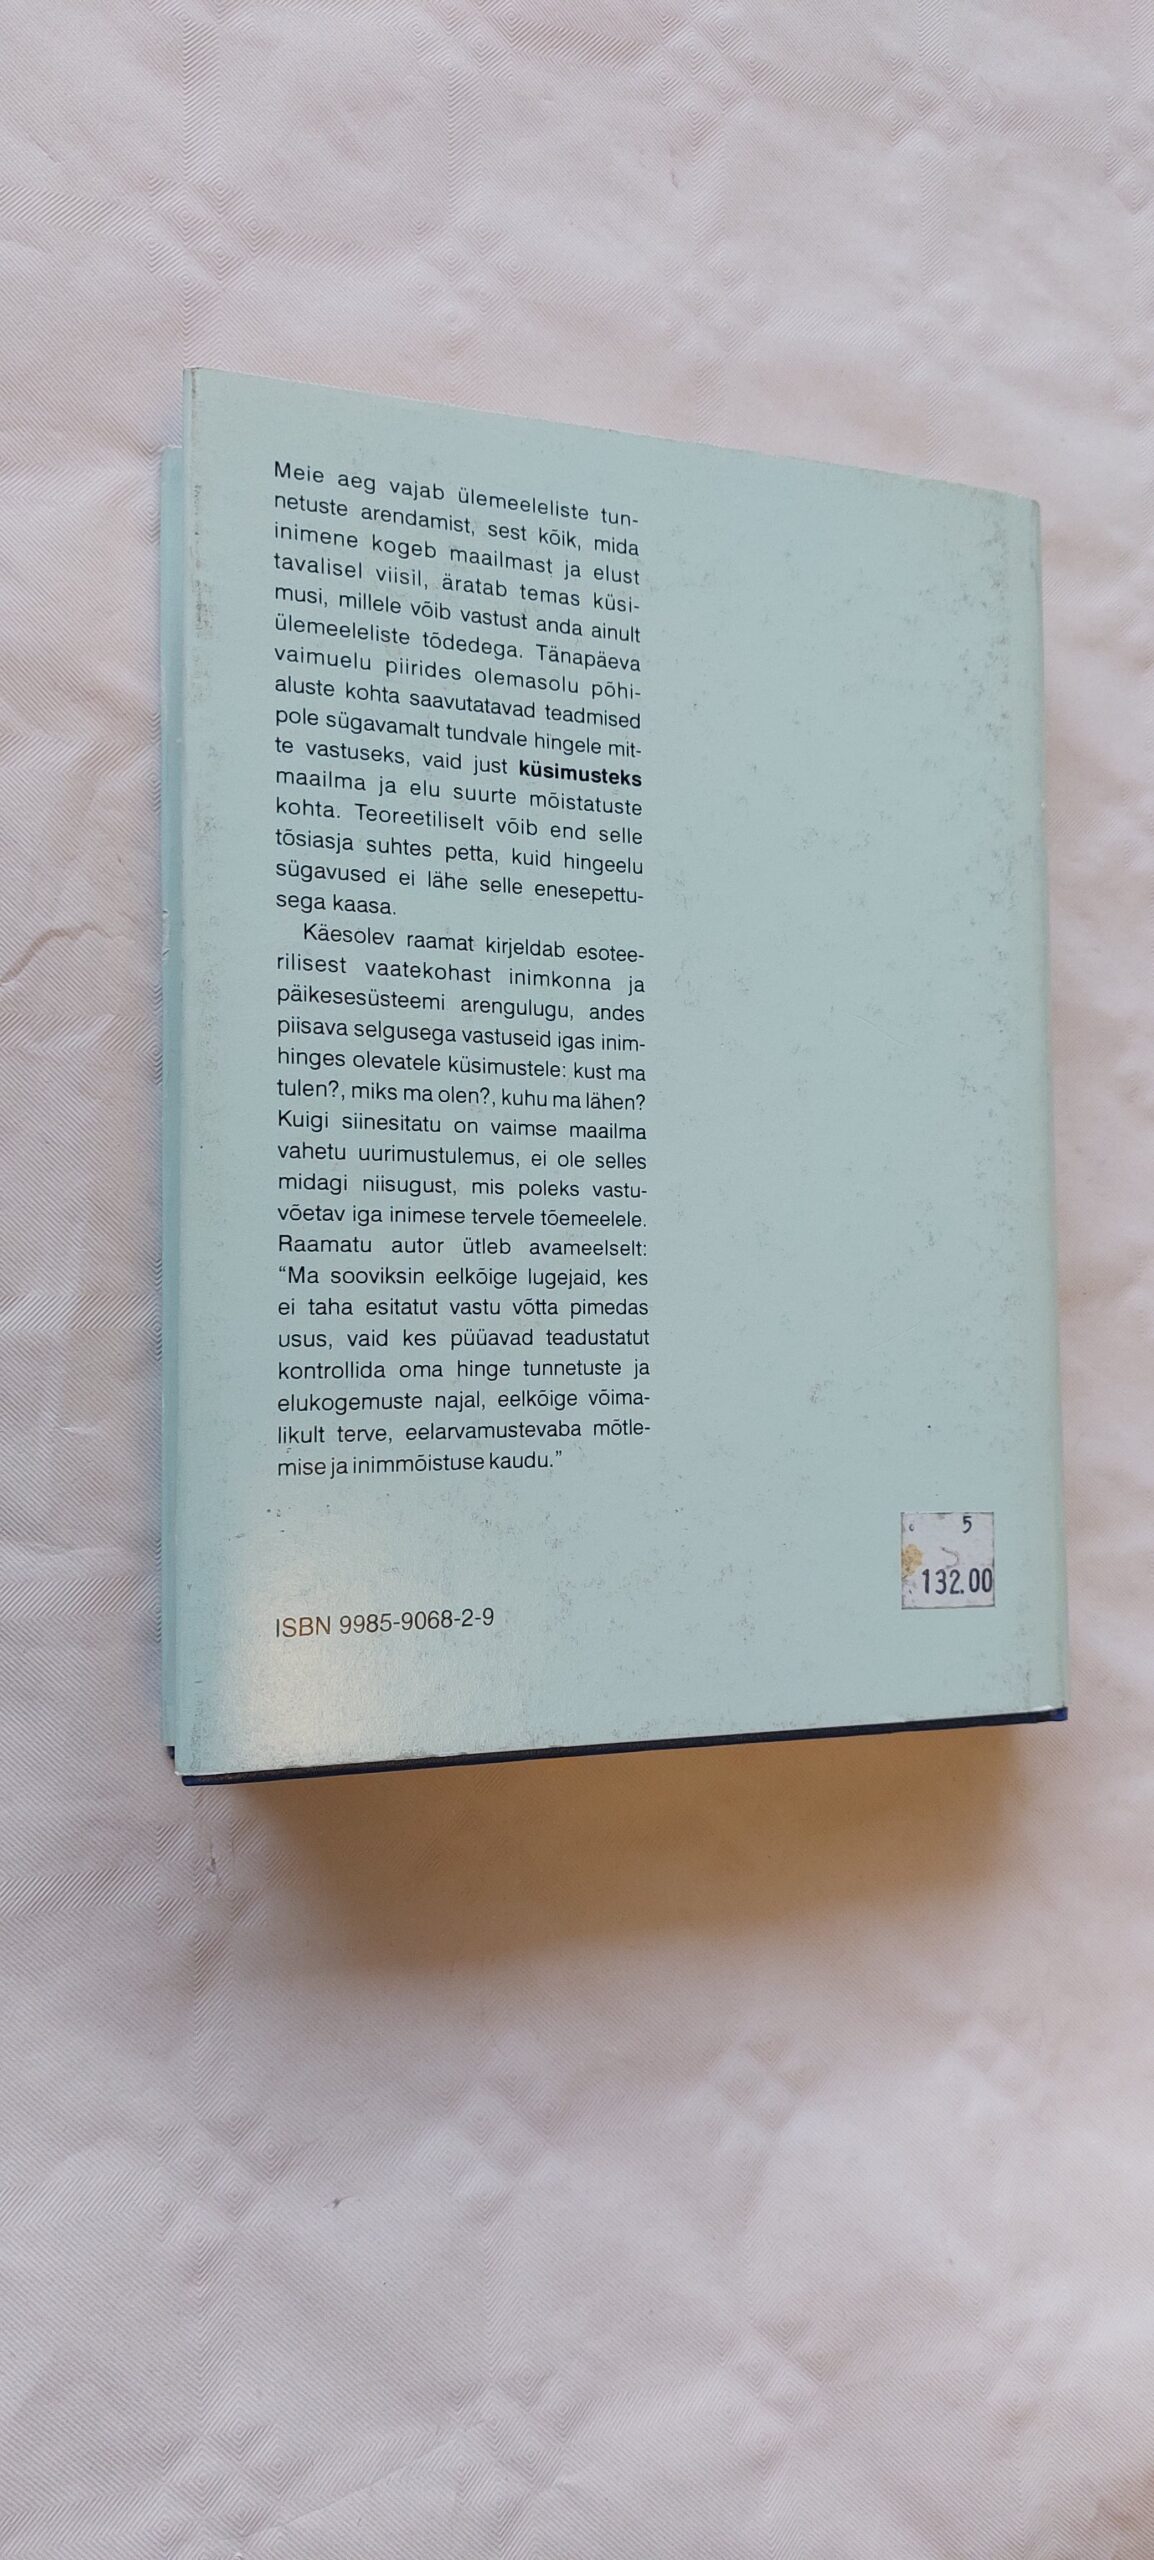 Meie aeg vajab ülemeeleliste tun-
netuste arendamist, sest kõik, mida
inimene kogeb maailmast ja elust
tavalisel viisil, äratab temas küsi-
musi, millele võib vastust anda ainult
ülemeeleliste tõdedega. Tänapäeva
vaimuelu piirides olemasolu põhi-
aluste kohta saavutatavad teadmised
pole sügavamalt tundvale hingele mit-
te vastuseks, vaid just küsimusteks
maailma ja elu suurte mõistatuste
kohta. Teoreetiliselt võib end selle
tõsiasja suhtes petta, kuid hingeelu
sügavused ei lähe selle enesepettu-
sega kaasa.
Käesolev raamat kirjeldab esotee-
rilisest vaatekohast inimkonna ja
päikesesüsteemi arengulugu, andes
piisava selgusega vastuseid igas inim-
hinges olevatele küsimustele: kust ma
tulen?, miks ma olen?, kuhu ma lähen?
Kuigi siinesitatu on vaimse maailma
vahetu uurimustulemus, ei ole selles
midagi niisugust, mis poleks vastu-
võetav iga inimese tervele tõemeelele.
Raamatu autor ütleb avameelselt:
“Ma sooviksin eelkõige lugejaid, kes
ei taha esitatut vastu võtta pimedas
usus, vaid kes püüavad teadustatut
kontrollida oma hinge tunnetuste ja
elukogemuste najal, eelkõige võima-
likult terve, eelarvamustevaba mõtle-
mise ja inimmõistuse kaudu.”
5
132.00
ISBN 9985-9068-2-9